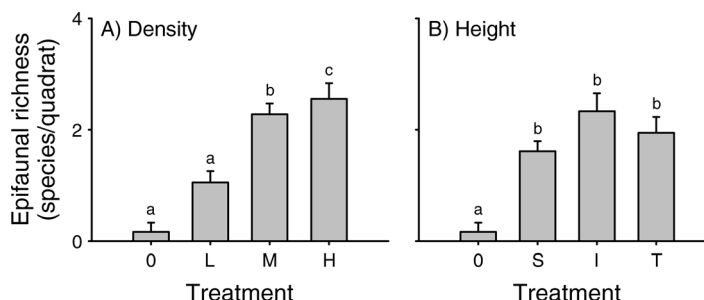 Epifaunal richness
(species/quadrat)
4
2
0
A) Density
a
a
b
c
0 L M H
Treatment
B) Height
a
b
b
b
0 S I T
Treatment